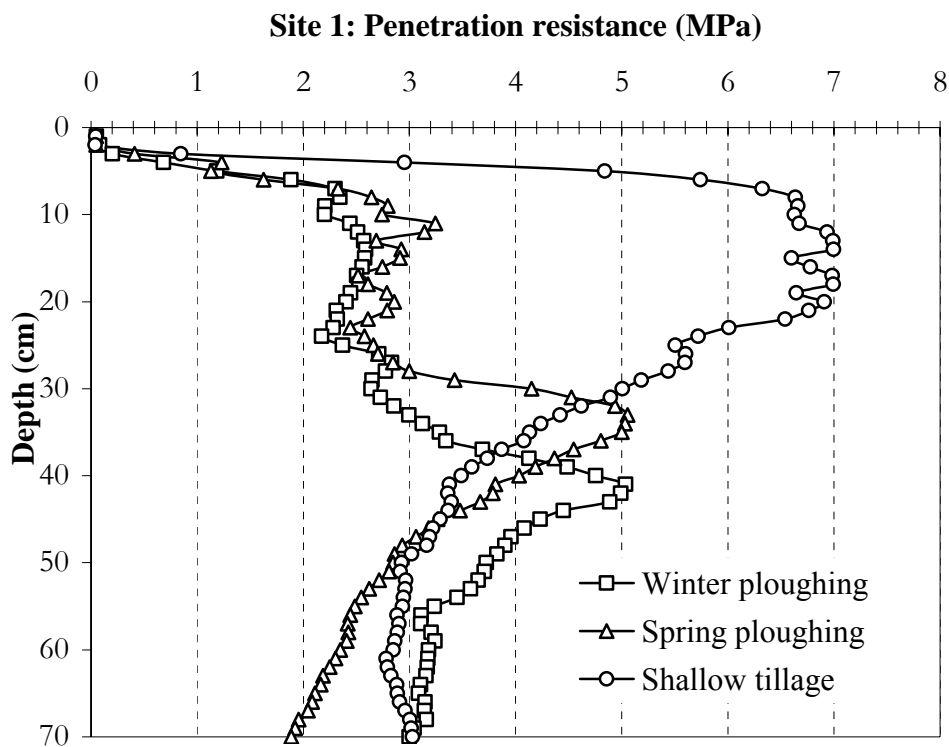 Site 1: Penetration resistance (MPa)
0 1 2 3 4 5 6 7 8
Depth (cm)
0
10
20
30
40
50
60
70
Winter ploughing
Spring ploughing
Shallow tillage